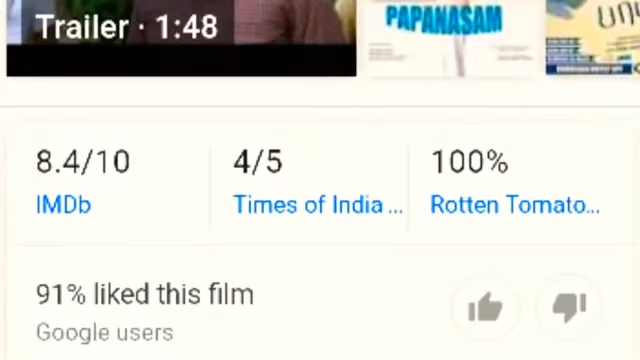 Trailer · 1:48
PAPANASAM
8.4/10
IMDb
4/5
Times of India ...
100%
Rotten Tomato...
91% liked this film
Google users